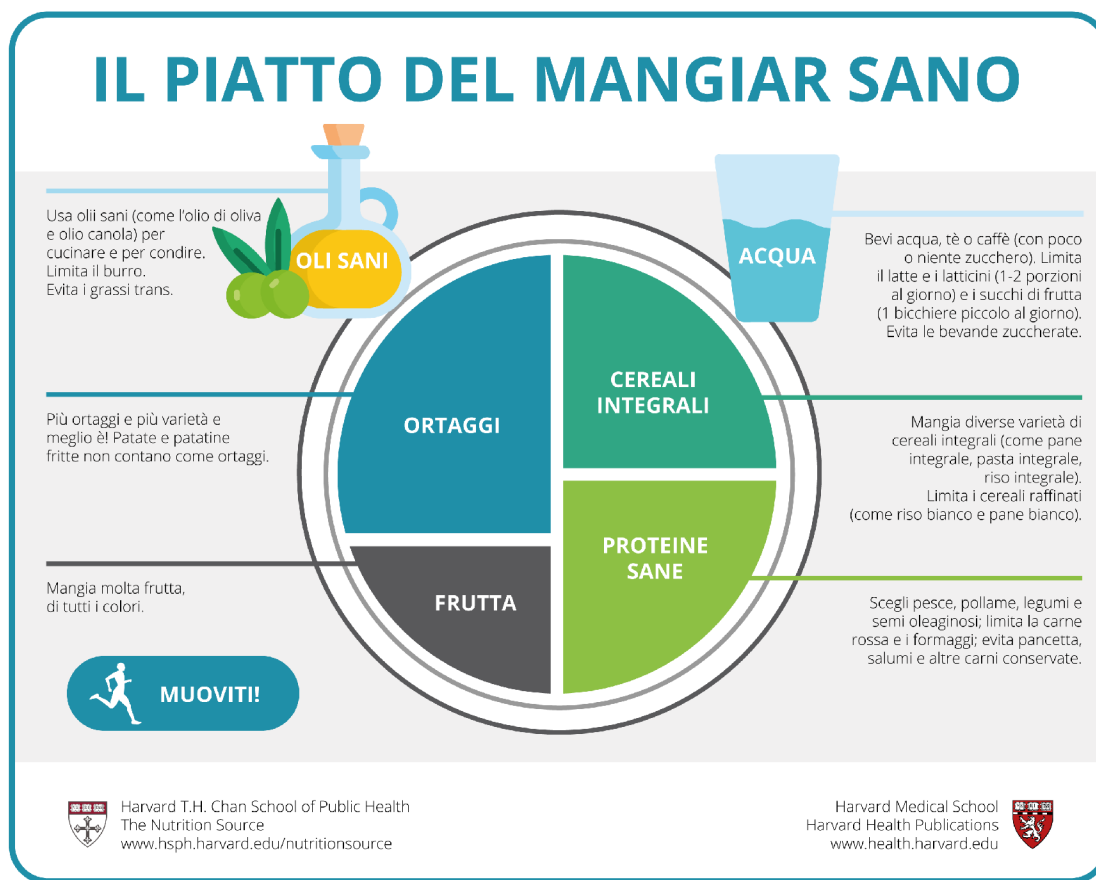 IL PIATTO DEL MANGIAR SANO
Usa olii sani (come l'olio di oliva
e olio canola) per
cucinare e per condire.
Limita il burro.
Evita i grassi trans.
OLI SANI
ACQUA
Bevi acqua, tè o caffè (con poco
o niente zucchero). Limita
il latte e i latticini (1-2 porzioni
al giorno) e i succhi di frutta
(1 bicchiere piccolo al giorno).
Evita le bevande zuccherate.
Più ortaggi e più varietà e
meglio è! Patate e patatine
fritte non contano come ortaggi.
ORTAGGI
CEREALI
INTEGRALI
Mangia diverse varietà di
cereali integrali (come pane
integrale, pasta integrale,
riso integrale).
Limita i cereali raffinati
(come riso bianco e pane bianco).
Mangia molta frutta,
di tutti i colori.
FRUTTA
PROTEINE
SANE
Scegli pesce, pollame, legumi e
semi oleaginosi; limita la carne
rossa e i formaggi; evita pancetta,
salumi e altre carni conservate.
MUOVITI!
Harvard T.H. Chan School of Public Health
The Nutrition Source
www.hsph.harvard.edu/nutritionsource
Harvard Medical School
Harvard Health Publications
www.health.harvard.edu